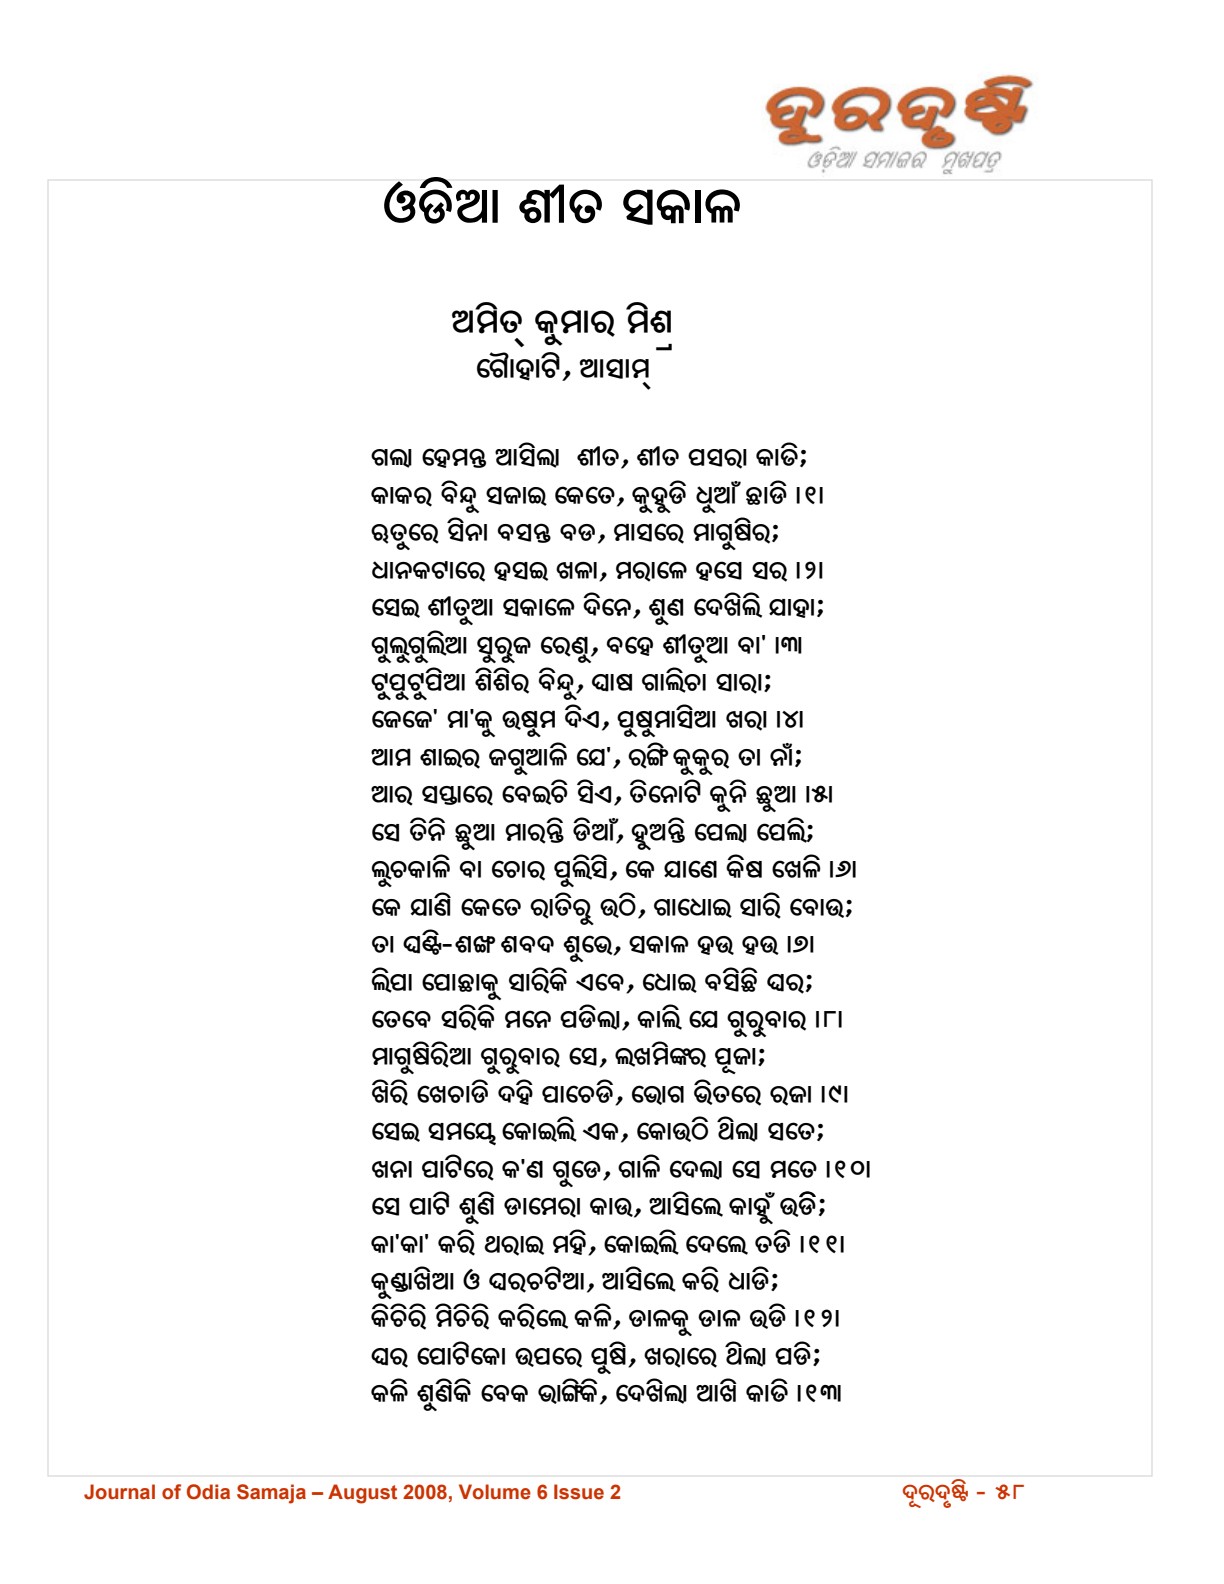 ଦୂରଦୃଷ୍ଟି
ଓଡ଼ିଆ ସମାଜର ମୁଖପତ୍ର
ଓଡିଆ ଶୀତ ସକାଳ
ଅମିତ୍ କୁମାର ମିଶ୍ର
ଗୌହାଟି, ଆସାମ୍
ଗଲା ହେମନ୍ତ ଆସିଲା ଶୀତ, ଶୀତ ପସରା କାଡି;
କାକର ବିନ୍ଦୁ ସଜାଇ କେତେ, କୁହୁଡି ଧୁଆଁ ଛାଡି ।୧।
ଋତୁରେ ସିନା ବସନ୍ତ ବଡ, ମାସରେ ମାଗୁଷିର;
ଧାନକଟାରେ ହସଇ ଖଳା, ମରାଳେ ହସେ ସର ।୨।
ସେଇ ଶୀତୁଆ ସକାଳେ ଦିନେ, ଶୁଣ ଦେଖିଲି ଯାହା;
ଗୁଲୁଗୁଲିଆ ସୁରୁଜ ରେଣୁ, ବହେ ଶୀତୁଆ ବା' ।୩।
ଟୁପୁଟୁପିଆ ଶିଶିର ବିନ୍ଦୁ, ଘାଷ ଗାଲିଚା ସାରା;
ଜେଜେ' ମା'କୁ ଉଷୁମ ଦିଏ, ପୁଷୁମାସିଆ ଖରା ।୪।
ଆମ ଶାଇର ଜଗୁଆଳି ଯେ', ରଙ୍ଗି କୁକୁର ତା ନାଁ;
ଆର ସପ୍ତାରେ ବେଇଚି ସିଏ, ତିନୋଟି କୁନି ଛୁଆ ।୫।
ସେ ତିନି ଛୁଆ ମାରନ୍ତି ଡିଆଁ, ହୁଅନ୍ତି ପେଲା ପେଲି;
ଲୁଚକାଳି ବା ଚୋର ପୁଲିସି, କେ ଯାଣେ କିଷ ଖେଳି ।୬।
କେ ଯାଣି କେତେ ରାତିରୁ ଉଠି, ଗାଧୋଇ ସାରି ବୋଉ;
ତା ଘଣ୍ଟି-ଶଙ୍ଖ ଶବଦ ଶୁଭେ, ସକାଳ ହଉ ହଉ ।୭।
ଲିପା ପୋଛାକୁ ସାରିକି ଏବେ, ଧୋଇ ବସିଛି ଘର;
ତେବେ ସରିକି ମନେ ପଡିଲା, କାଲି ଯେ ଗୁରୁବାର ।୮।
ମାଗୁଷିରିଆ ଗୁରୁବାର ସେ, ଲଖମିଙ୍କର ପୂଜା;
ଖିରି ଖେଚାଡି ଦହି ପାଚେଡି, ଭୋଗ ଭିତରେ ରଜା ।୯।
ସେଇ ସମୟେ କୋଇଲି ଏକ, କୋଉଠି ଥିଲା ସତେ;
ଖନା ପାଟିରେ କ'ଣ ଗୁଡେ, ଗାଳି ଦେଲା ସେ ମତେ ।୧୦।
ସେ ପାଟି ଶୁଣି ଡାମେରା କାଉ, ଆସିଲେ କାହୁଁ ଉଡି;
କା'କା' କରି ଥରାଇ ମହି, କୋଇଲି ଦେଲେ ତଡି ।୧୧।
କୁଣ୍ଡାଖିଆ ଓ ଘରଚଟିଆ, ଆସିଲେ କରି ଧାଡି;
କିଚିରି ମିଚିରି କରିଲେ କଳି, ଡାଳକୁ ଡାଳ ଉଡି ।୧୨।
ଘର ପୋଟିକୋ ଉପରେ ପୁଷି, ଖରାରେ ଥିଲା ପଡି;
କଳି ଶୁଣିକି ବେକ ଭାଙ୍ଗିକି, ଦେଖିଲା ଆଖି କାଡି ।୧୩।
Journal of Odia Samaja – August 2008, Volume 6 Issue 2
ଦୂରଦୃଷ୍ଟି - ୫୮